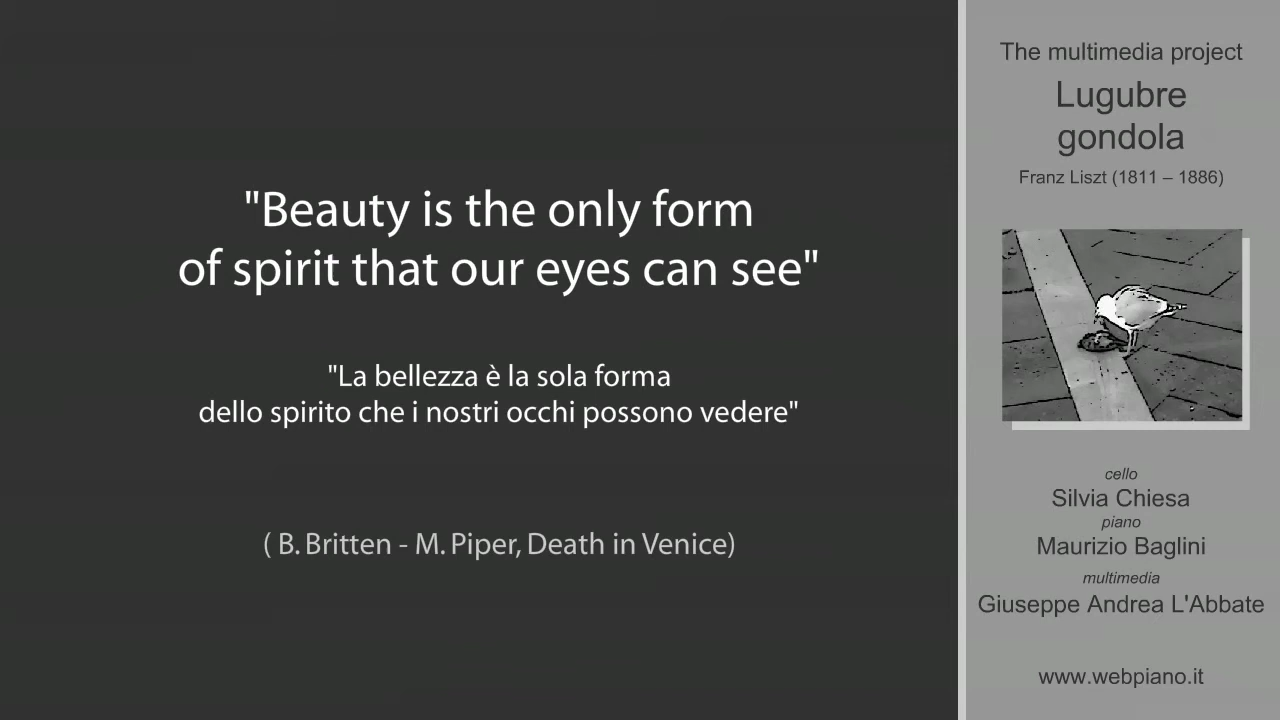 "Beauty is the only form
of spirit that our eyes can see"
"La bellezza è la sola forma
dello spirito che i nostri occhi possono vedere"
( B. Britten - M. Piper, Death in Venice)
The multimedia project
Lugubre
gondola
Franz Liszt (1811 – 1886)
cello
Silvia Chiesa
piano
Maurizio Baglini
multimedia
Giuseppe Andrea L'Abbate
www.webpiano.it